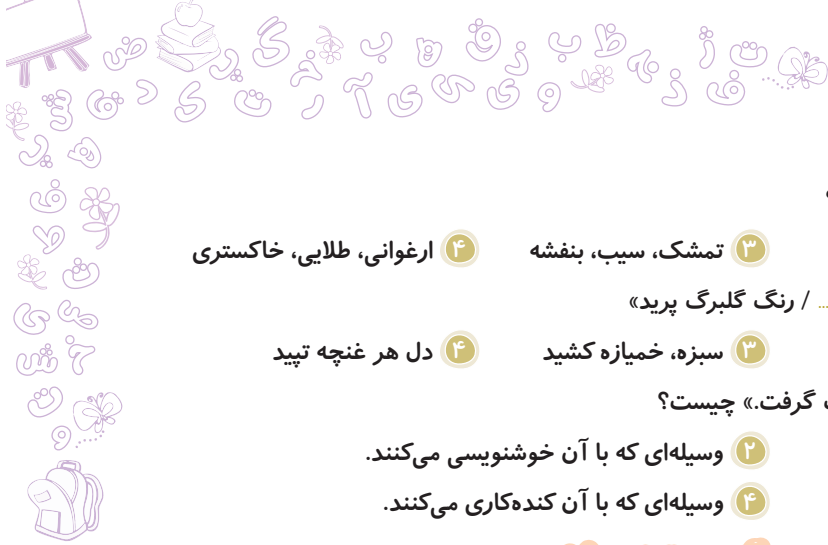 ۳ تمشک، سیب، بنفشه ۴ ارغوانی، طلایی، خاکستری
... / رنگ گلبرگ پرید»
۳ سبزه، خمیازه کشید ۴ دل هر غنچه تپید
گرفت.» چیست؟
۲ وسیله‌ای که با آن خوشنویسی می‌کنند.
۴ وسیله‌ای که با آن کنده‌کاری می‌کنند.